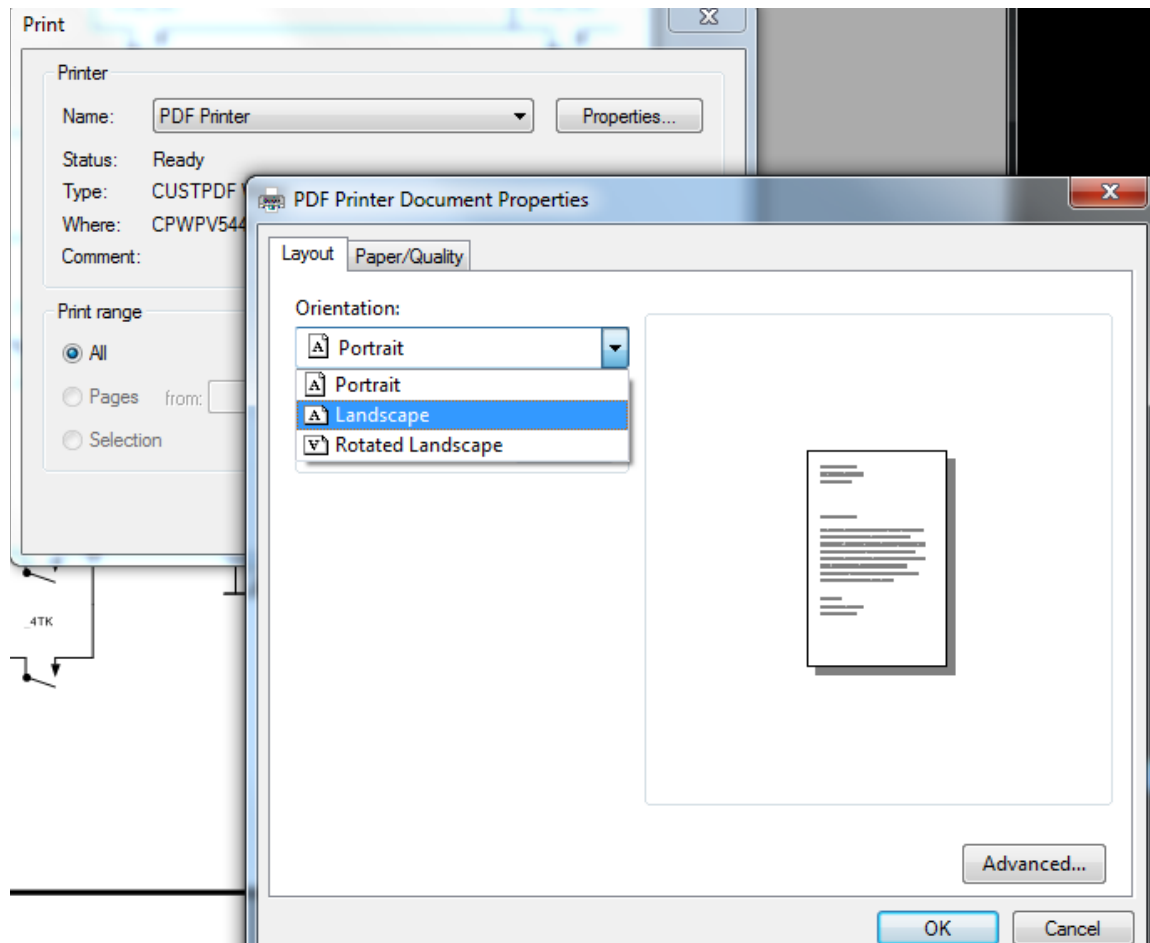 Print
Printer
Name:
PDF Printer
Properties...
Status:
Ready
Type:
CUSTPDF
Where:
CPWPV544
Comment:
Print range
All
Pages
from:
Selection
PDF Printer Document Properties
Layout
Paper/Quality
Orientation:
Portrait
Portrait
Landscape
Rotated Landscape
Advanced...
OK
Cancel
_4TK